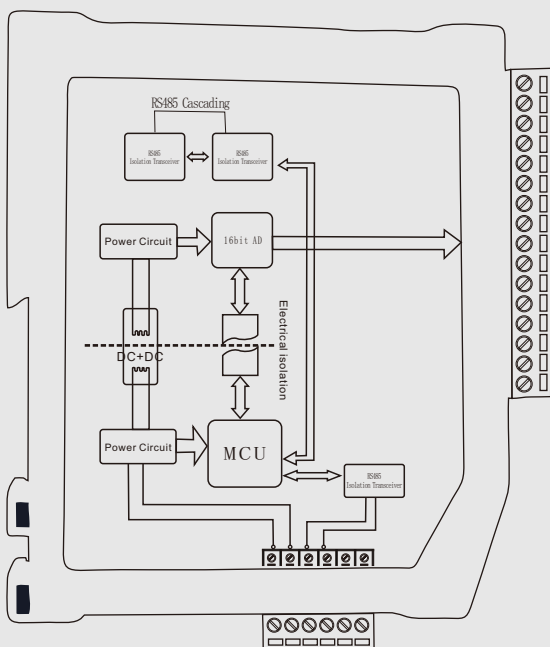 RS485 Cascading
RS485
Isolation Transceiver
RS485
Isolation Transceiver
Power Circuit
16bit AD
Electrical isolation
DC+DC
Power Circuit
MCU
RS485
Isolation Transceiver